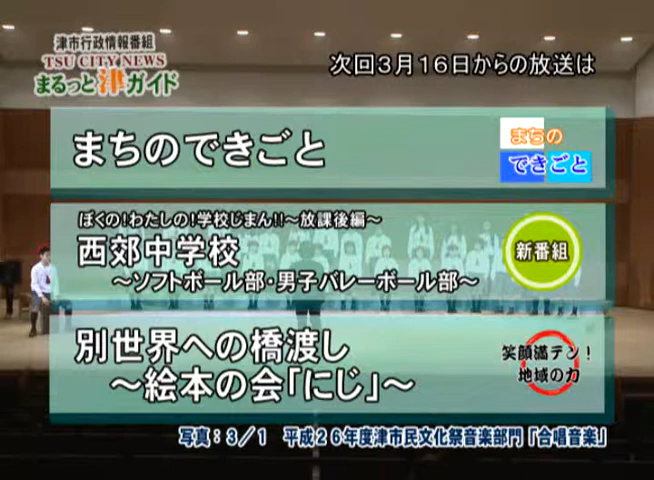 津市行政情報番組
TSU CITY NEWS
まるっと津ガイド
次回3月16日からの放送は
まちのできごと
まちの
できごと
ぼくの!わたしの!学校じまん!!~放課後編~
西郊中学校
~ソフトボール部・男子バレーボール部~
新番組
別世界への橋渡し
~絵本の会「にじ」~
笑顔満テン!
地域の力
写真:3/1 平成26年度津市民文化祭音楽部門「合唱音楽」